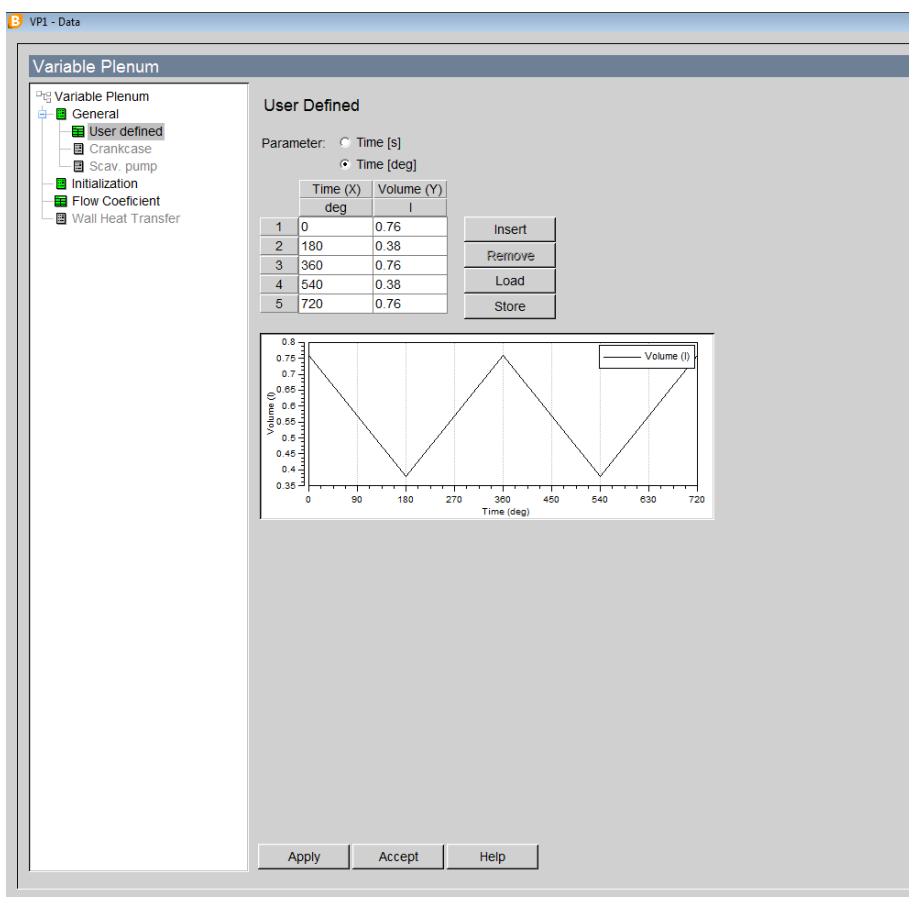 B VP1 - Data
Variable Plenum
Variable Plenum
General
User defined
Crankcase
Scav. pump
Initialization
Flow Coeficient
Wall Heat Transfer
User Defined
Parameter: Time [s]
Time [deg]
Time (X) Volume (Y)
deg l
1 0 0.76
2 180 0.38
3 360 0.76
4 540 0.38
5 720 0.76
Insert
Remove
Load
Store
Volume (l)
0.8
0.75
0.7
0.65
0.6
0.55
0.5
0.45
0.4
0.35
Volume (l)
0 90 180 270 360 450 540 630 720
Time (deg)
Apply Accept Help